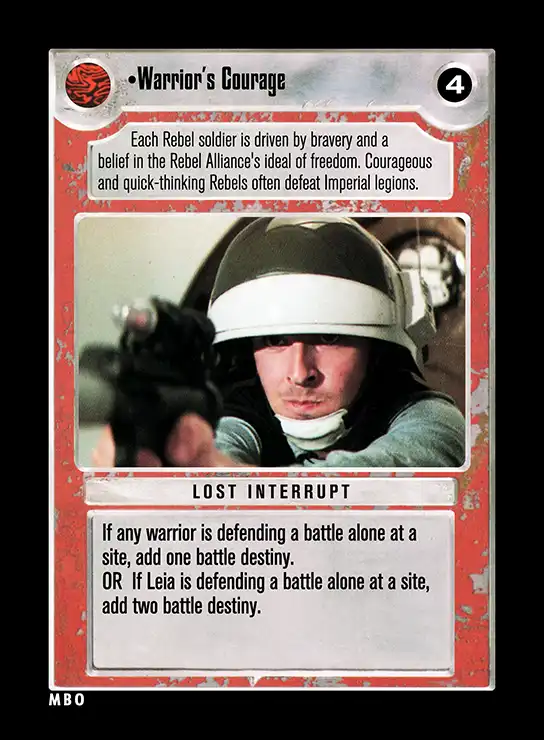 •Warrior's Courage
4
Each Rebel soldier is driven by bravery and a
belief in the Rebel Alliance's ideal of freedom. Courageous
and quick-thinking Rebels often defeat Imperial legions.
LOST INTERRUPT
If any warrior is defending a battle alone at a
site, add one battle destiny.
OR If Leia is defending a battle alone at a site,
add two battle destiny.
MBO